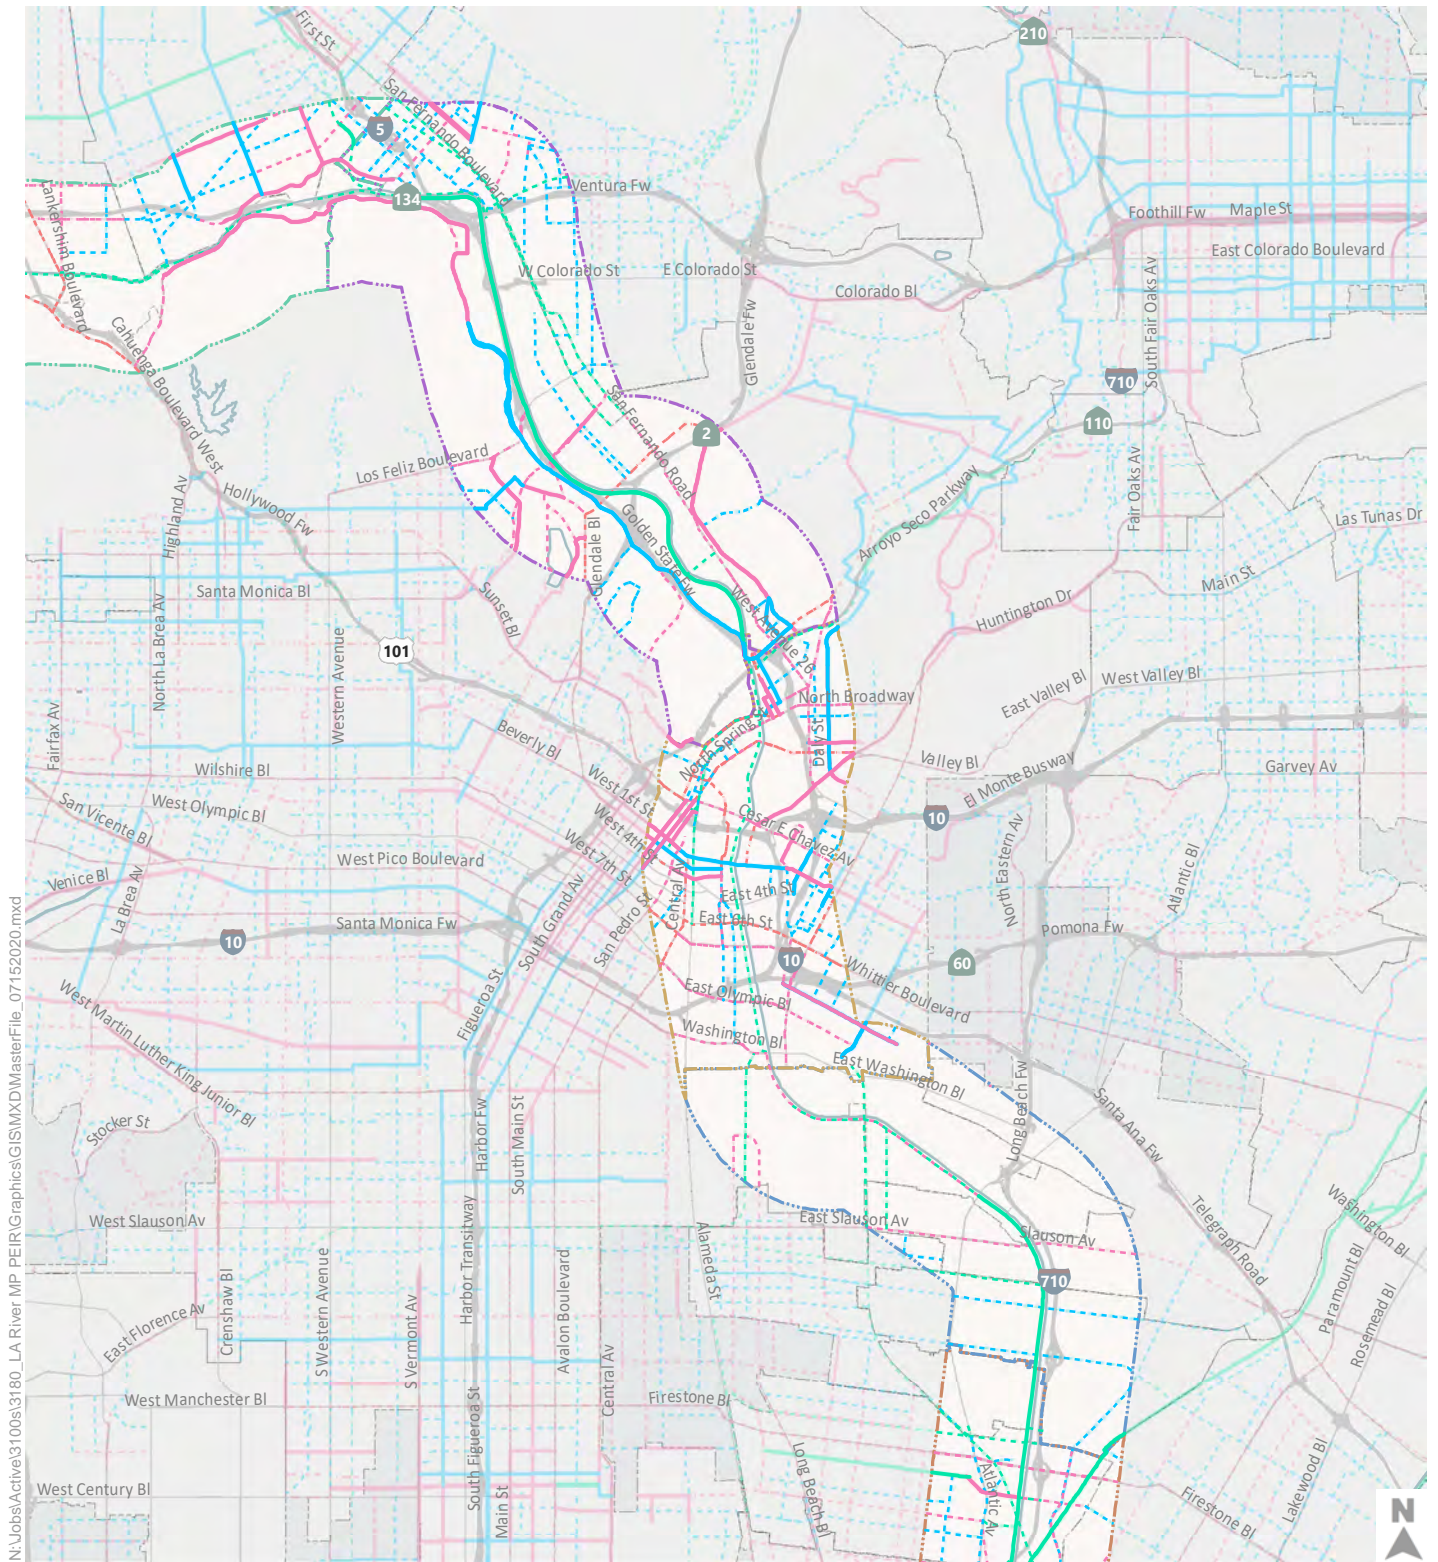 First St
210
San Fernando Boulevard
5
134
Ventura Fw
Foothill Fw
Maple St
East Colorado Boulevard
Lankershim Boulevard
W Colorado St
E Colorado St
Colorado Bl
South Fair Oaks Av
Cahuenga Boulevard West
Glendale Fw
710
110
San Fernando Road
2
Los Feliz Boulevard
Highland Av
Hollywood Fw
Glendale Bl
Golden State Fw
Arroyo Seco Parkway
Fair Oaks Av
Las Tunas Dr
Santa Monica Bl
Main St
Sunset Bl
North La Brea Av
Western Avenue
101
West Avenue 26
Huntington Dr
North Broadway
East Valley Bl
West Valley Bl
Fairfax Av
Beverly Bl
North Spring St
Daly St
Valley Bl
El Monte Busway
Garvey Av
Wilshire Bl
West 1st St
San Vicente Bl
West Olympic Bl
West 4th St
Cesar E Chavez Av
10
West 7th St
West Pico Boulevard
North Eastern Av
Atlantic Bl
Venice Bl
La Brea Av
South Grand Av
Central Av
East 4th St
San Pedro St
East 6th St
Santa Monica Fw
10
Pomona Fw
10
60
Figueroa St
Whittier Boulevard
East Olympic Bl
West Martin Luther King Junior Bl
Washington Bl
East Washington Bl
Long Beach Fw
Santa Ana Fw
Stocker St
Harbor Fw
South Main St
West Slauson Av
East Slauson Av
Slauson Av
Washington Bl
Telegraph Road
Alameda St
710
Harbor Transitway
Avalon Boulevard
Crenshaw Bl
S Western Avenue
S Vermont Av
East Florence Av
Paramount Bl
Rosemead Bl
Central Av
West Manchester Bl
Firestone Bl
South Figueroa St
Long Beach Bl
Atlantic Av
Lakewood Bl
Firestone Bl
West Century Bl
Main St
N
N:\Jobs\Active\3100s\3180_LA River MP PEIR\Graphics\GIS\MXD\MasterFile_07152020.mxd